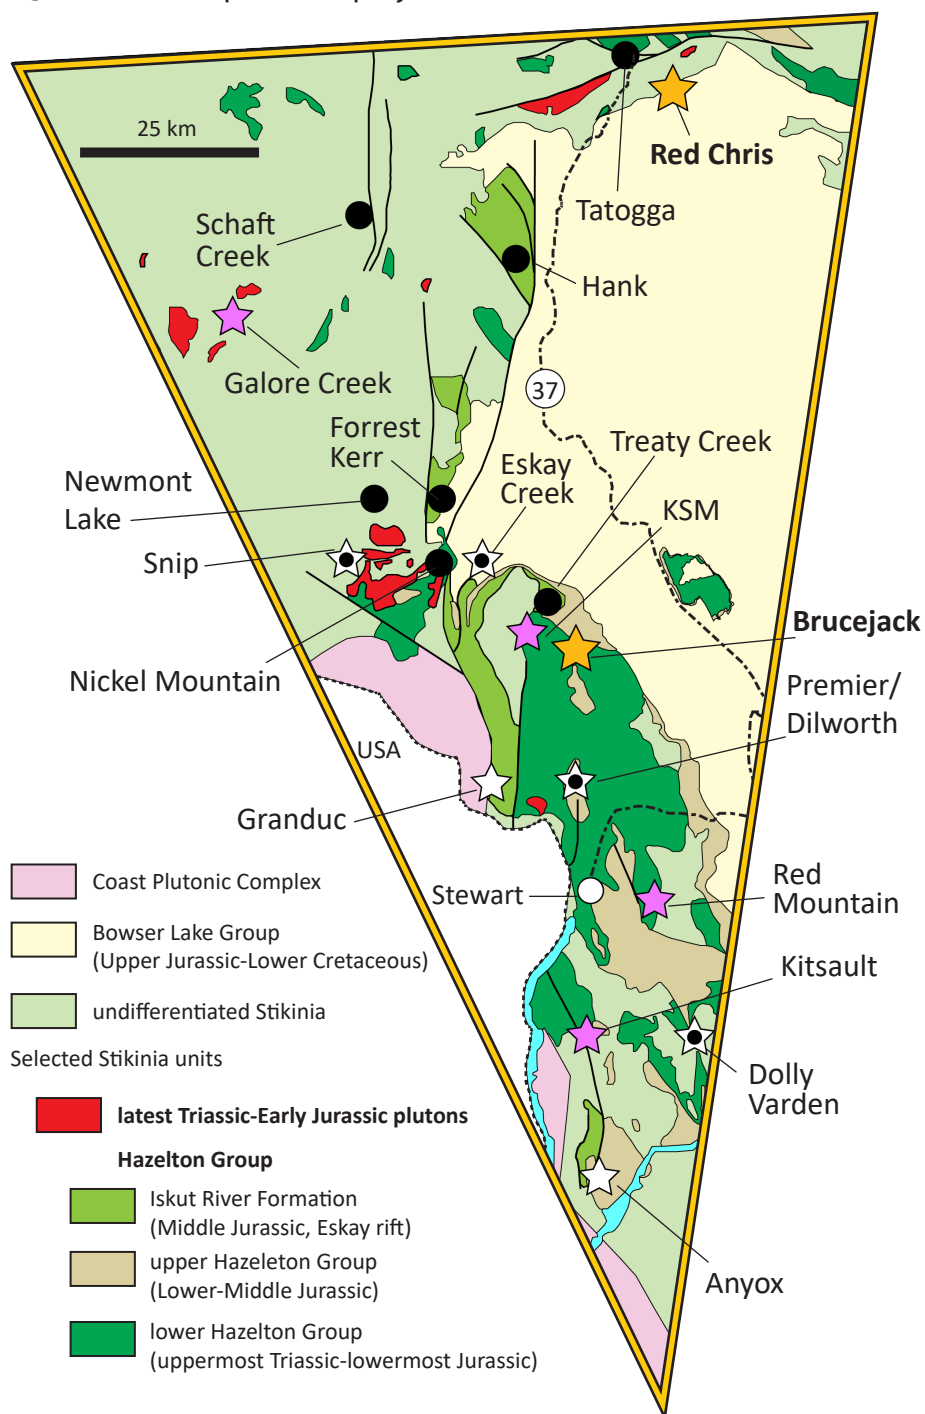 25 km
Red Chris
Tatogga
Schaft
Creek
Hank
Galore Creek
37
Forrest
Kerr
Treaty Creek
Eskay
Creek
Newmont
Lake
KSM
Snip
Brucejack
Nickel Mountain
Premier/
Dilworth
USA
Granduc
Coast Plutonic Complex
Stewart
Red
Mountain
Bowser Lake Group
(Upper Jurassic-Lower Cretaceous)
Kitsault
undifferentiated Stikinia
Selected Stikinia units
Dolly
Varden
latest Triassic-Early Jurassic plutons
Hazelton Group
Iskut River Formation
(Middle Jurassic, Eskay rift)
upper Hazeleton Group
(Lower-Middle Jurassic)
Anyox
lower Hazelton Group
(uppermost Triassic-lowermost Jurassic)